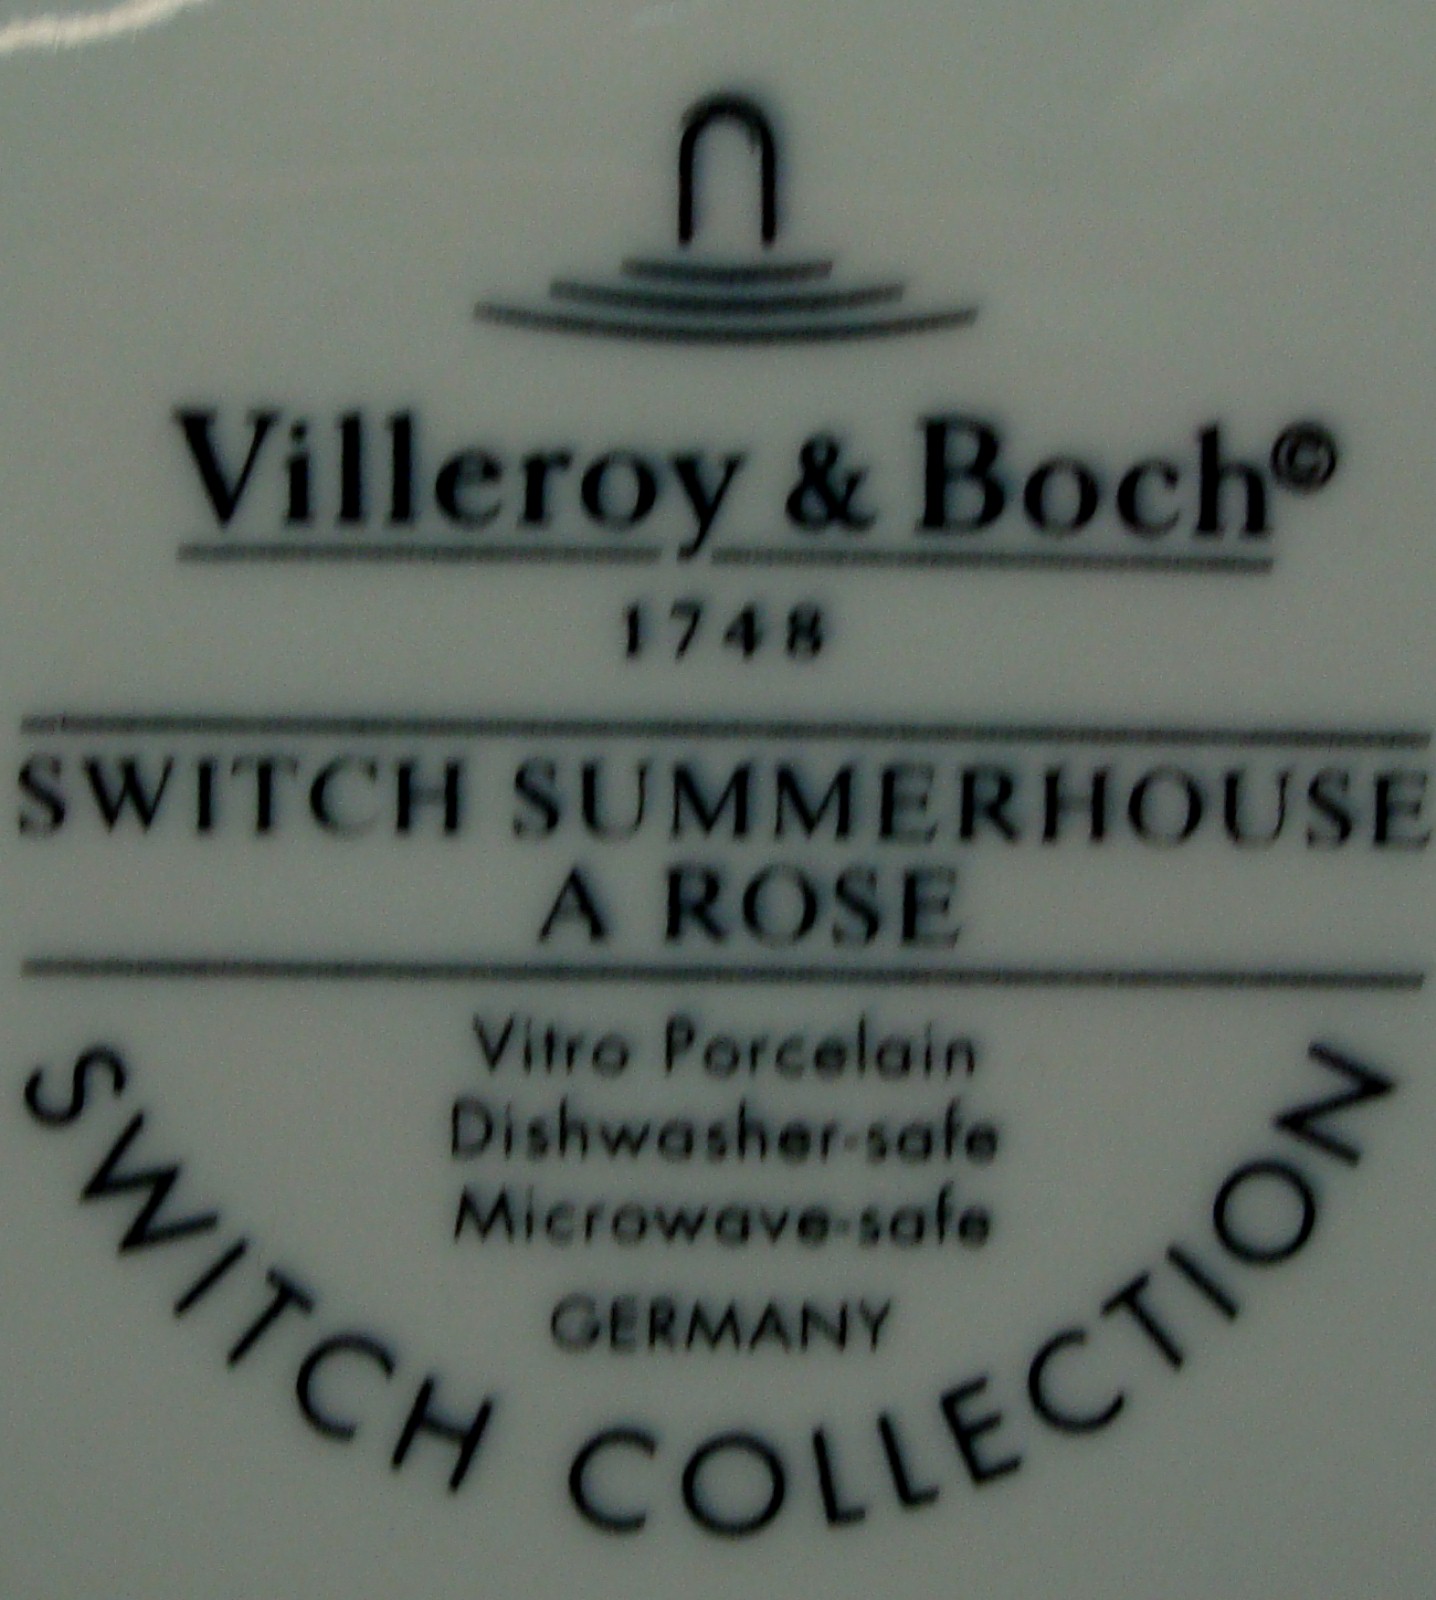 Villeroy & Boch©
1748
SWITCH SUMMERHOUSE
A ROSE
Vitro Porcelain
Dishwasher-safe
Microwave-safe
GERMANY
SWITCH COLLECTION